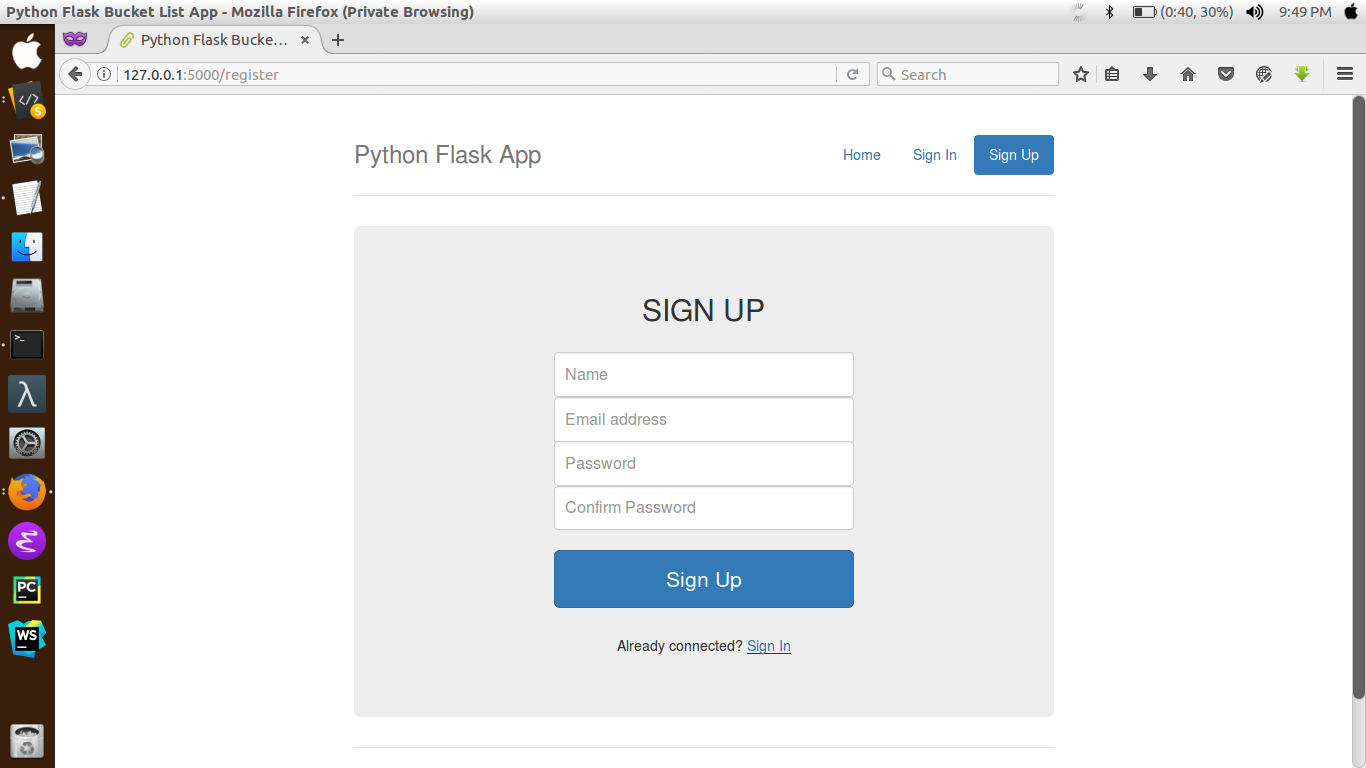 Python Flask Bucket List App - Mozilla Firefox (Private Browsing)
(0:40, 30%) 9:49 PM
Python Flask Bucke...
127.0.0.1:5000/register
Search
Python Flask App
Home Sign In Sign Up
SIGN UP
Name
Email address
Password
Confirm Password
Sign Up
Already connected? Sign In
</> S
>_
λ
PC
WS